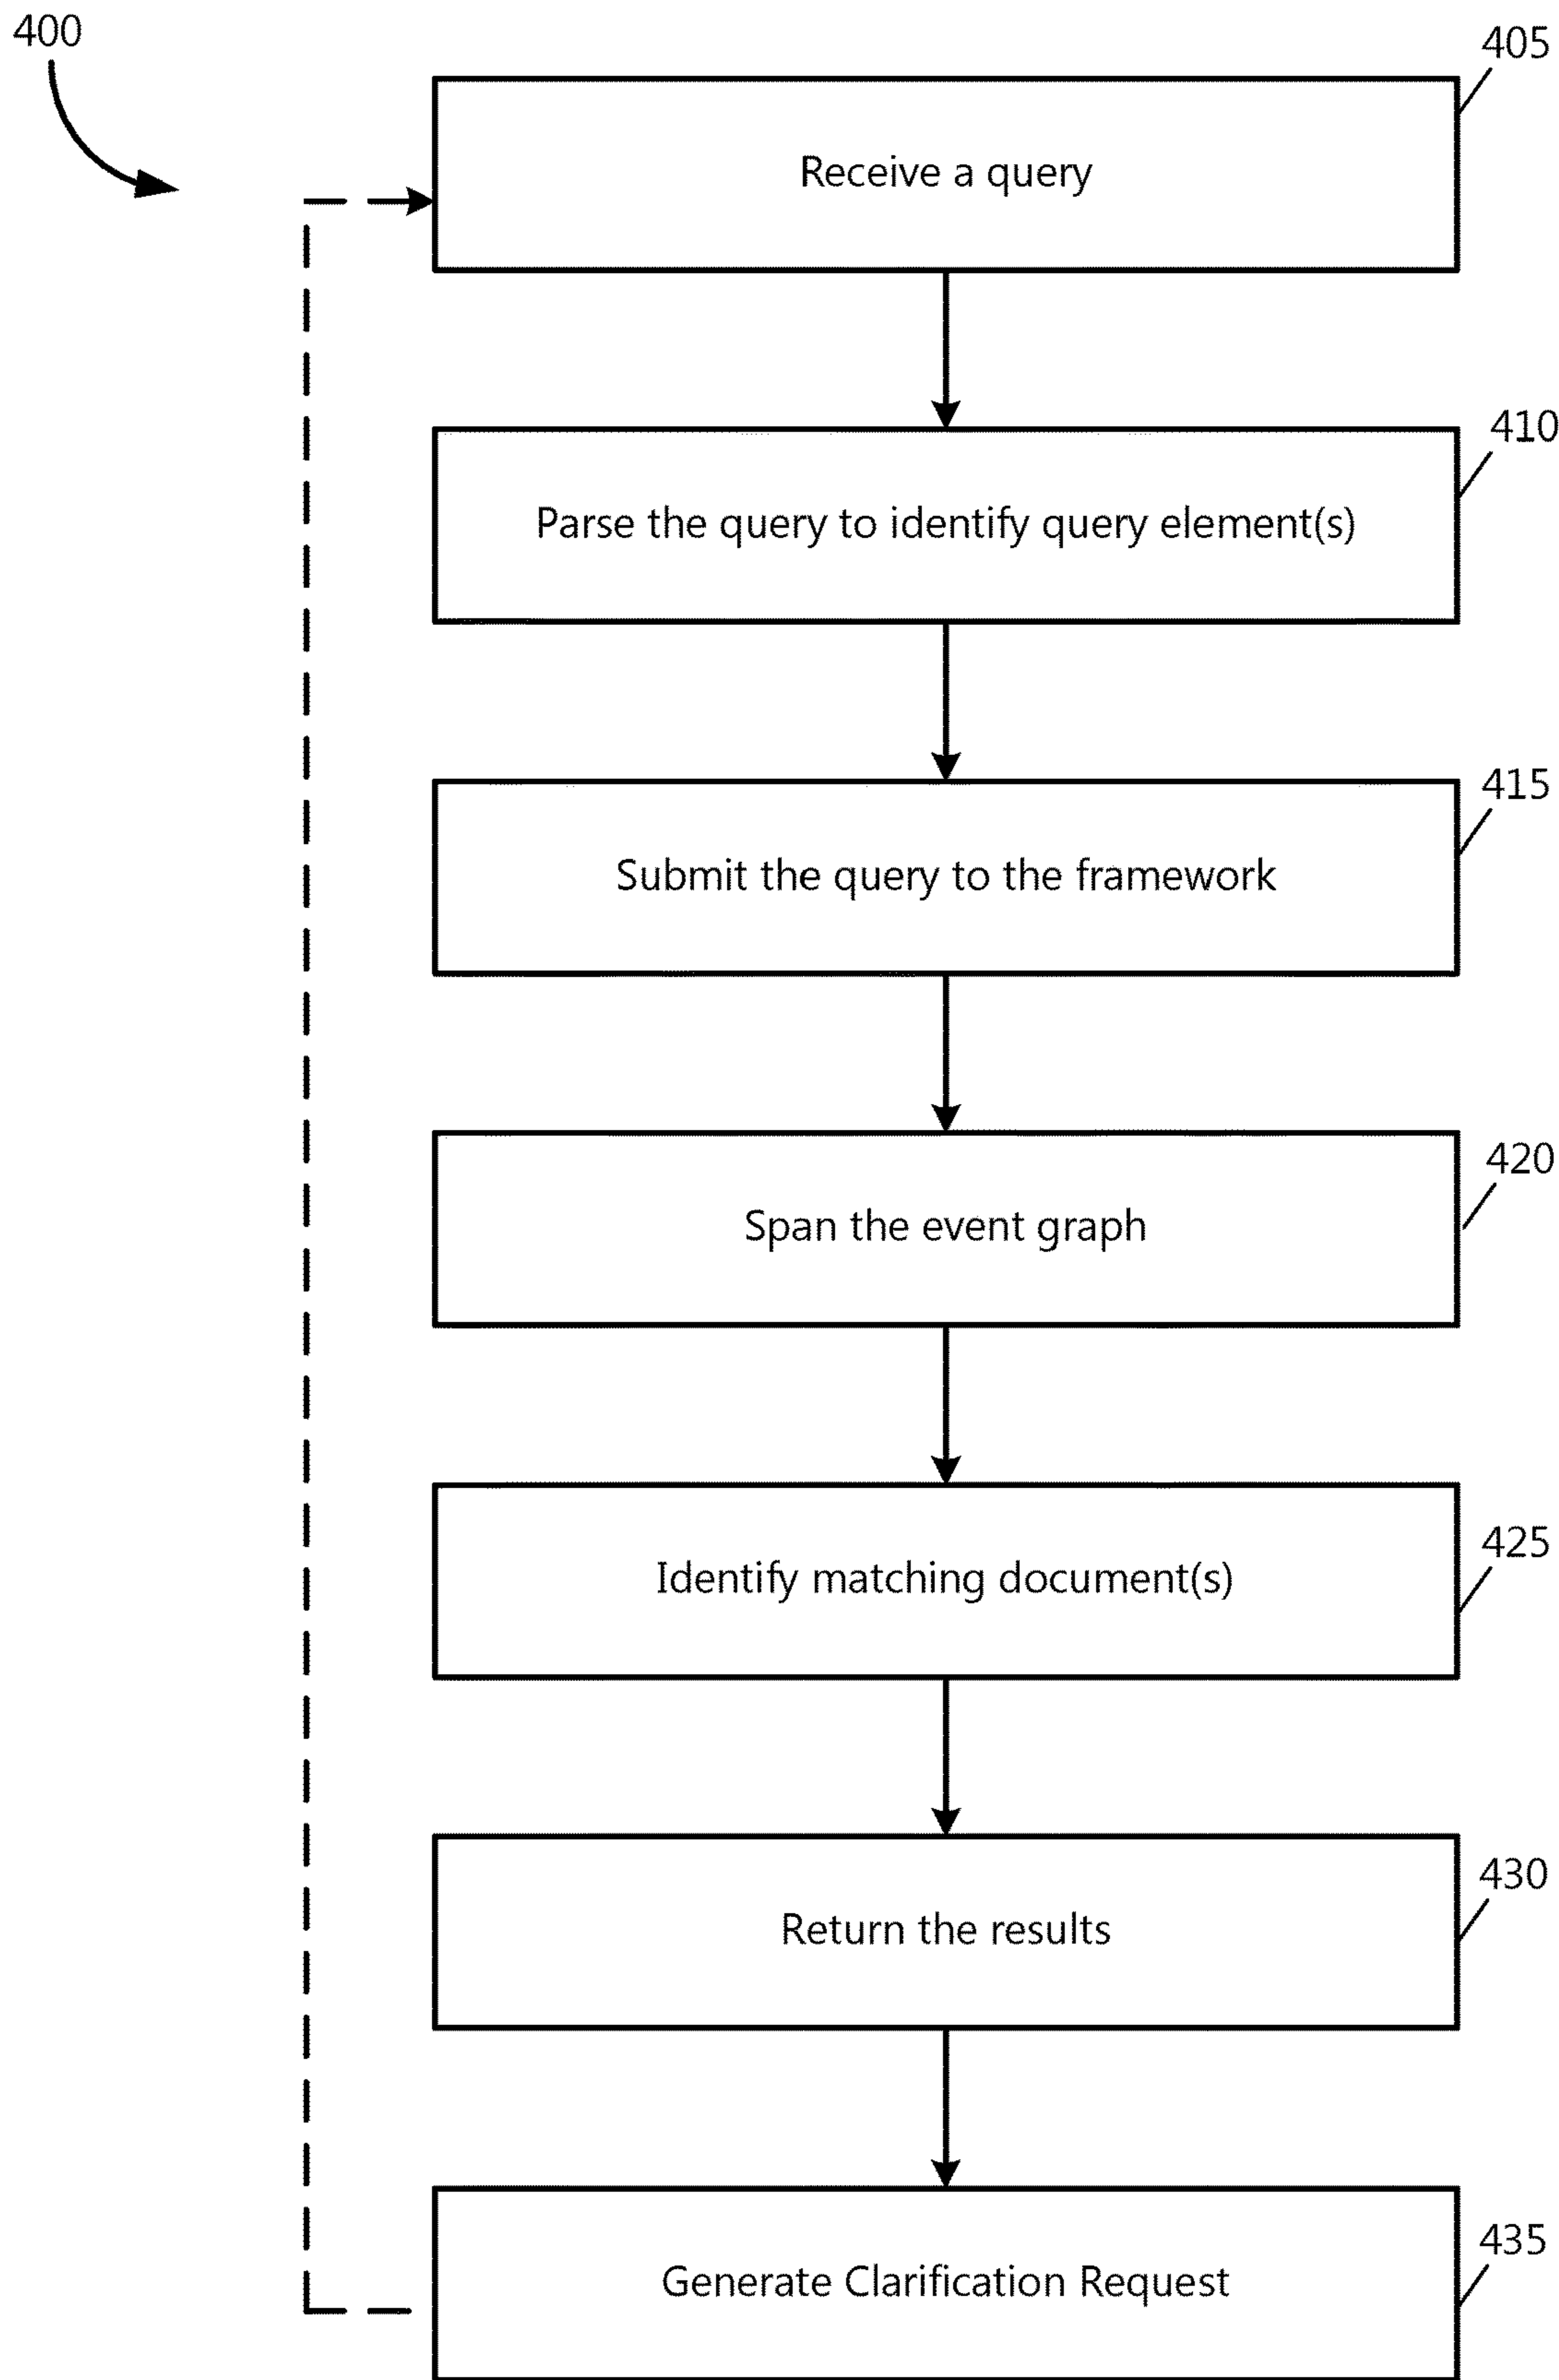 400
405
Receive a query
410
Parse the query to identify query element(s)
415
Submit the query to the framework
420
Span the event graph
425
Identify matching document(s)
430
Return the results
435
Generate Clarification Request